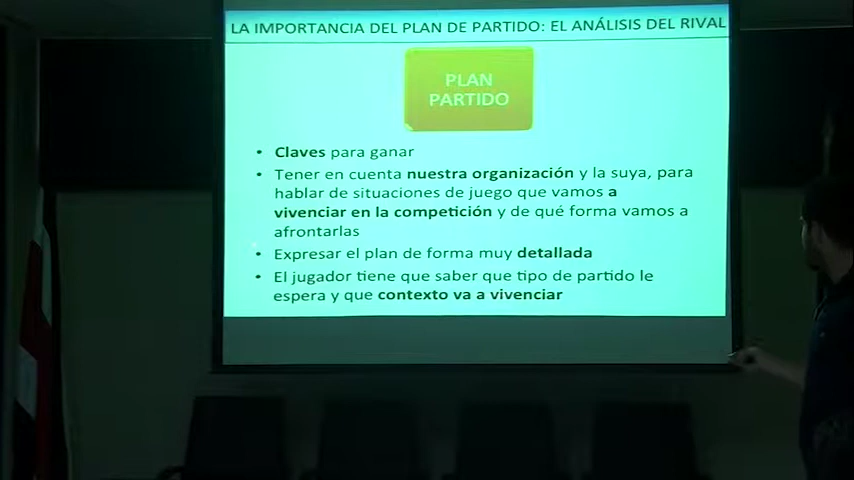 LA IMPORTANCIA DEL PLAN DE PARTIDO: EL ANÁLISIS DEL RIVAL
PLAN
PARTIDO
• Claves para ganar
• Tener en cuenta nuestra organización y la suya, para
hablar de situaciones de juego que vamos a
vivenciar en la competición y de qué forma vamos a
afrontarlas
• Expresar el plan de forma muy detallada
• El jugador tiene que saber que tipo de partido le
espera y que contexto va a vivenciar